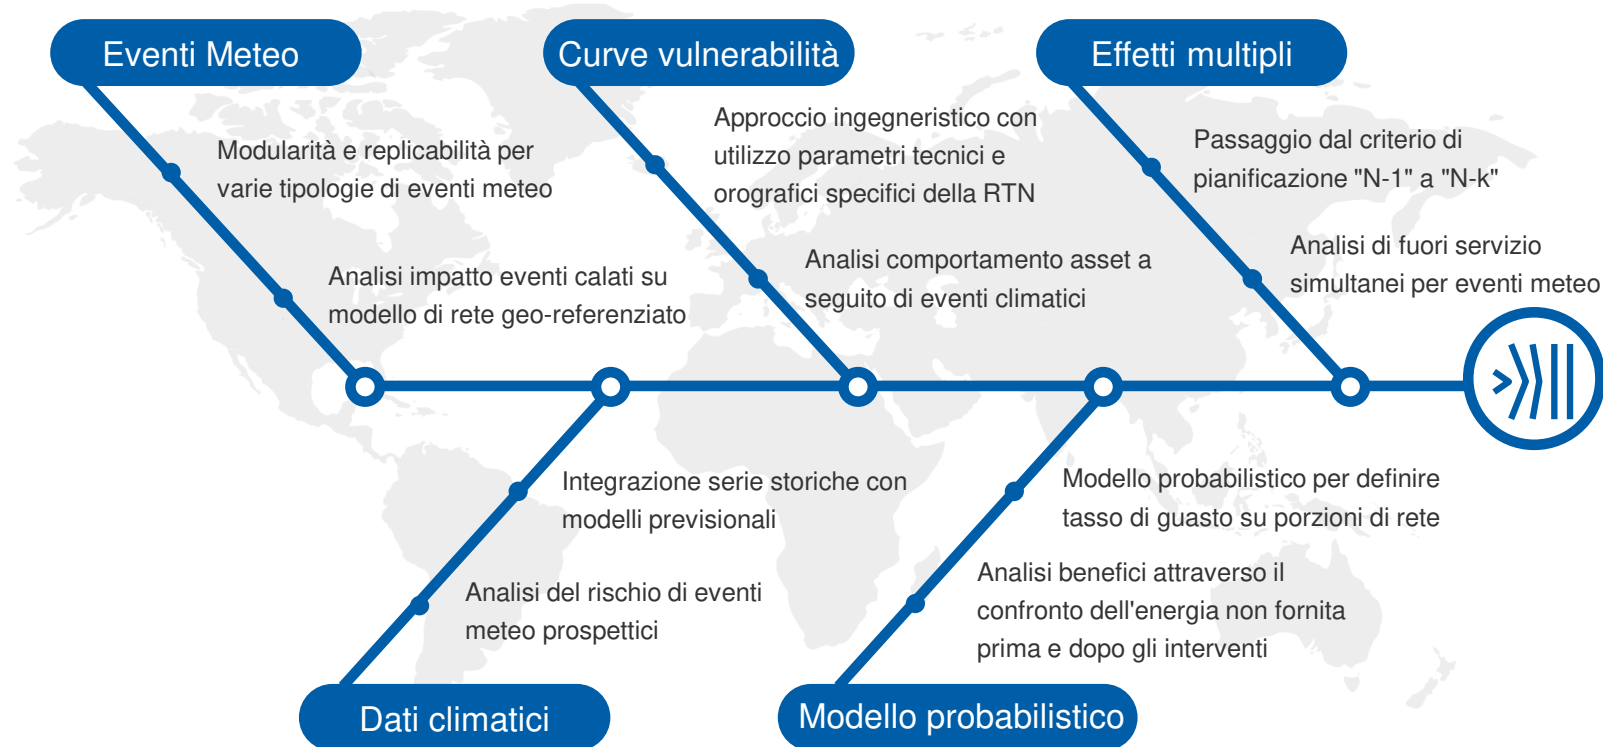 Eventi Meteo
Modularità e replicabilità per
varie tipologie di eventi meteo
Analisi impatto eventi calati su
modello di rete geo-referenziato
Curve vulnerabilità
Approccio ingegneristico con
utilizzo parametri tecnici e
orografici specifici della RTN
Analisi comportamento asset a
seguito di eventi climatici
Effetti multipli
Passaggio dal criterio di
pianificazione "N-1" a "N-k"
Analisi di fuori servizio
simultanei per eventi meteo
Integrazione serie storiche con
modelli previsionali
Analisi del rischio di eventi
meteo prospettici
Dati climatici
Modello probabilistico per definire
tasso di guasto su porzioni di rete
Analisi benefici attraverso il
confronto dell'energia non fornita
prima e dopo gli interventi
Modello probabilistico